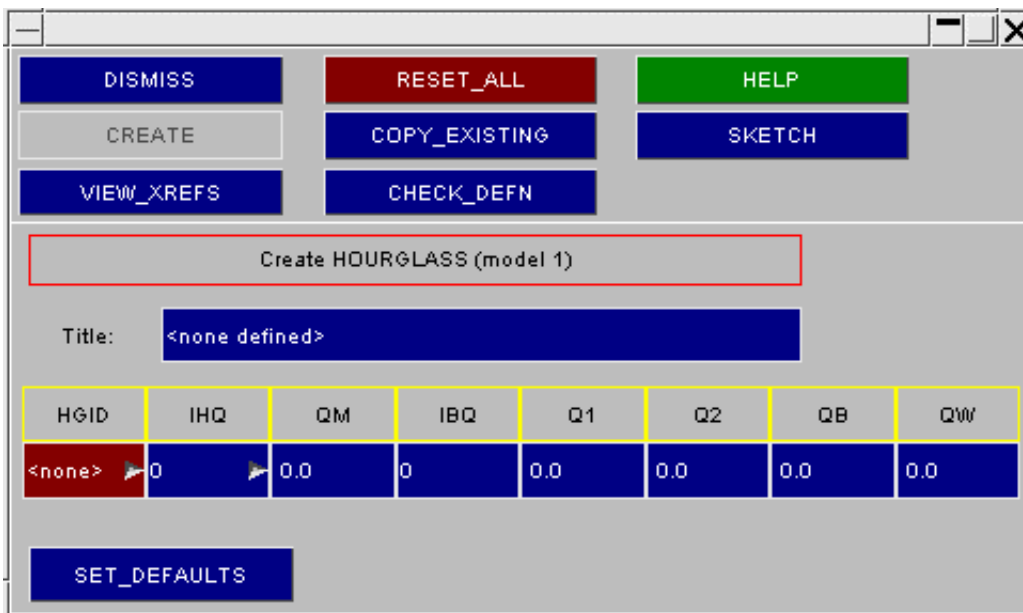 DISMISS RESET_ALL HELP
CREATE COPY_EXISTING SKETCH
VIEW_XREFS CHECK_DEFN
Create HOURGLASS (model 1)
Title: <none defined>
HGID IHQ QM IBQ Q1 Q2 QB QW
<none> 0 0.0 0 0.0 0.0 0.0 0.0
SET_DEFAULTS